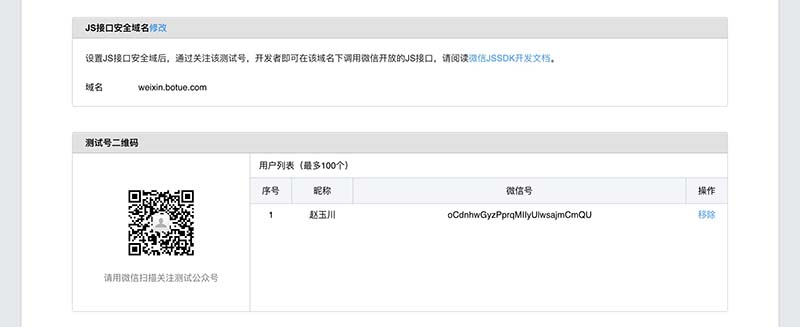 JS接口安全域名修改
设置JS接口安全域后，通过关注该测试号，开发者即可在该域名下调用微信开放的JS接口，请阅读微信JSSDK开发文档。
域名 weixin.botue.com
测试号二维码
用户列表（最多100个）
序号 昵称 微信号 操作
1 赵玉川 oCdnhwGyzPprqMIlyUlwsajmCmQU 移除
请用微信扫描关注测试公众号